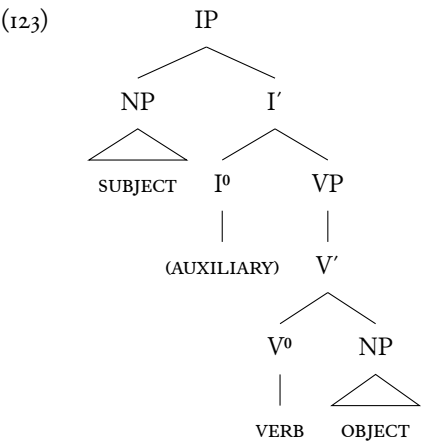 (123) IP
NP I′
SUBJECT I⁰ VP
(AUXILIARY) V′
V⁰ NP
VERB OBJECT